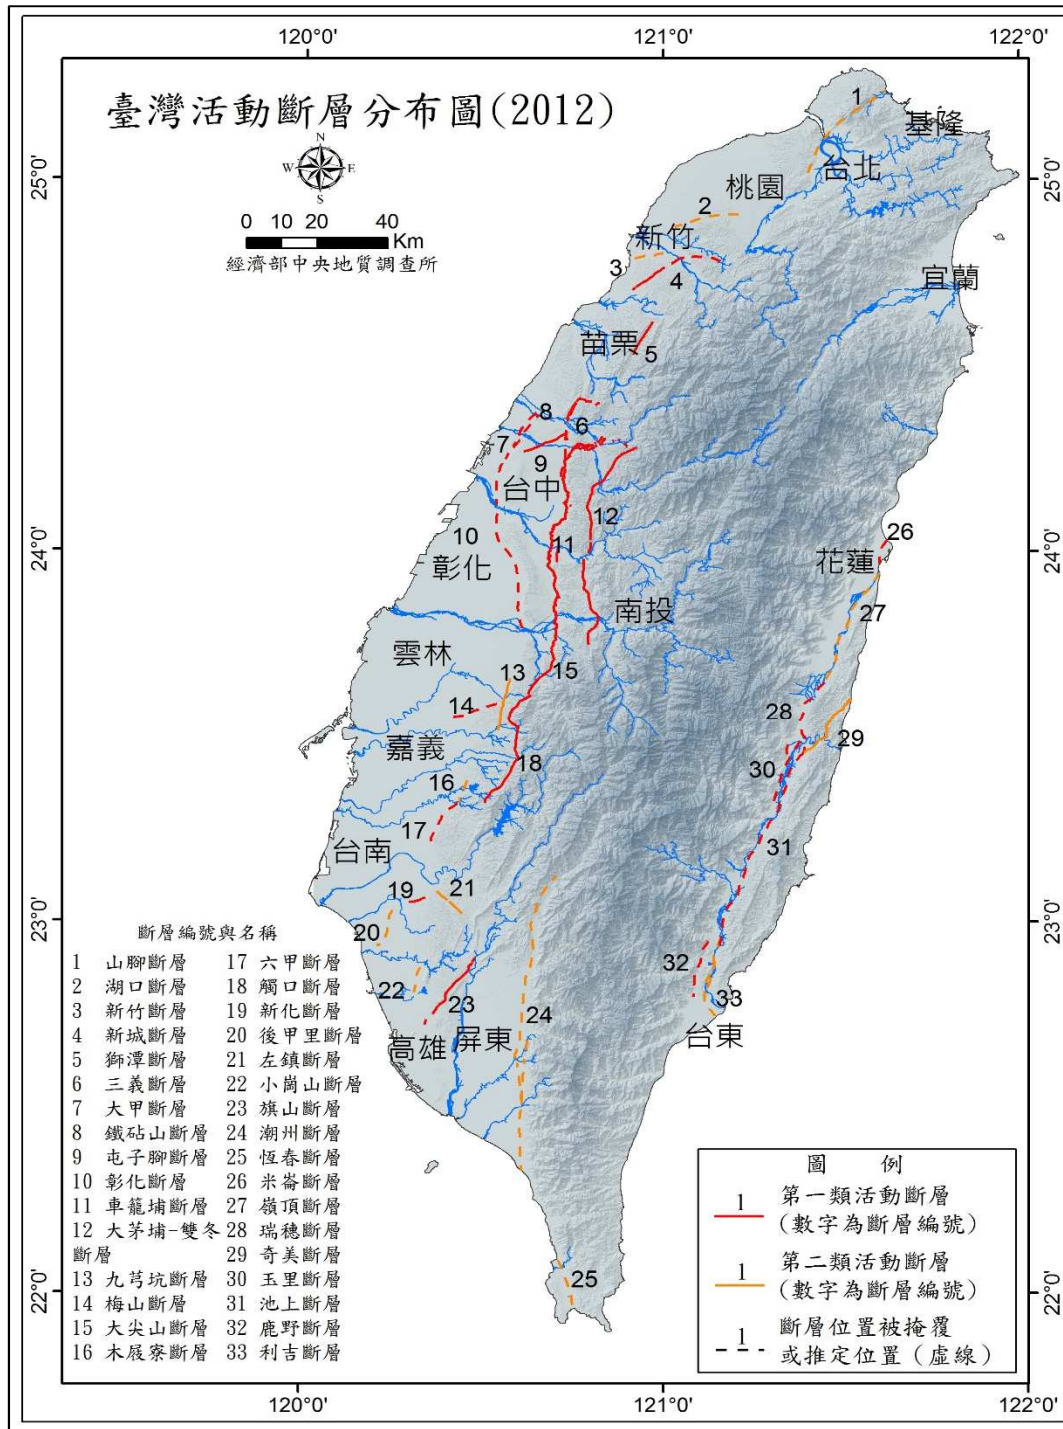 120°0'
121°0'
122°0'
臺灣活動斷層分布圖(2012)
N
W
E
S
0 10 20 40
Km
經濟部中央地質調查所
25°0'
25°0'
24°0'
24°0'
23°0'
23°0'
22°0'
22°0'
1
基隆
台北
桃園
2
新竹
3
4
宜蘭
苗栗
5
8
6
7
9
台中
12
10
11
26
彰化
花蓮
27
南投
雲林
13
15
14
28
29
嘉義
18
30
16
17
31
台南
19
21
20
32
22
23
24
33
高雄
屏東
台東
25
斷層編號與名稱
1 山腳斷層 17 六甲斷層
2 湖口斷層 18 觸口斷層
3 新竹斷層 19 新化斷層
4 新城斷層 20 後甲里斷層
5 獅潭斷層 21 左鎮斷層
6 三義斷層 22 小崗山斷層
7 大甲斷層 23 旗山斷層
8 鐵砧山斷層 24 潮州斷層
9 屯子腳斷層 25 恆春斷層
10 彰化斷層 26 米崙斷層
11 車籠埔斷層 27 嶺頂斷層
12 大茅埔-雙冬 28 瑞穗斷層
斷層 29 奇美斷層
13 九芎坑斷層 30 玉里斷層
14 梅山斷層 31 池上斷層
15 大尖山斷層 32 鹿野斷層
16 木屐寮斷層 33 利吉斷層
圖 例
1 第一類活動斷層
(數字為斷層編號)
1 第二類活動斷層
(數字為斷層編號)
1 斷層位置被掩覆
或推定位置（虛線）
120°0'
121°0'
122°0'